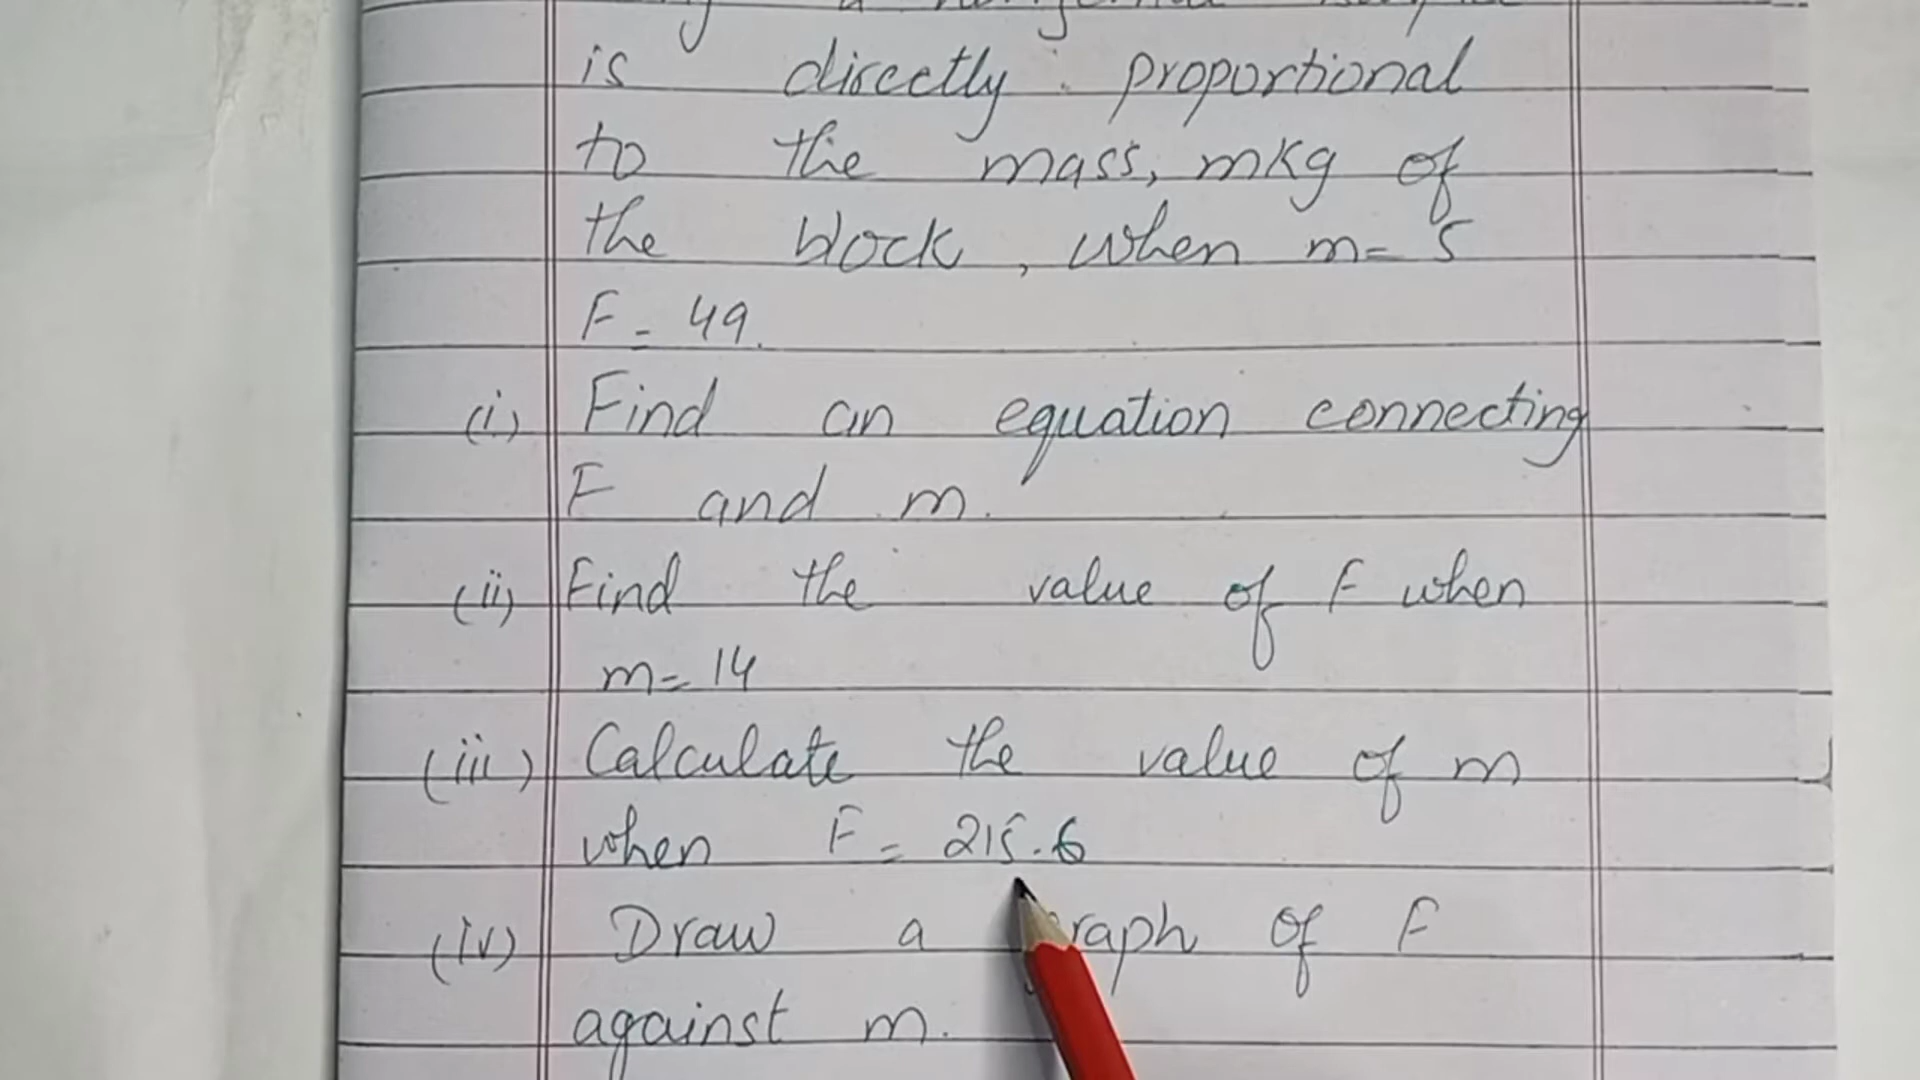 is directly proportional
to the mass, mkg of
the block, when m= 5
F = 49.
(i) Find an equation connecting
F and m.
(ii) Find the value of F when
m= 14
(iii) Calculate the value of m
when F = 215.6
(iv) Draw a graph of F
against m.